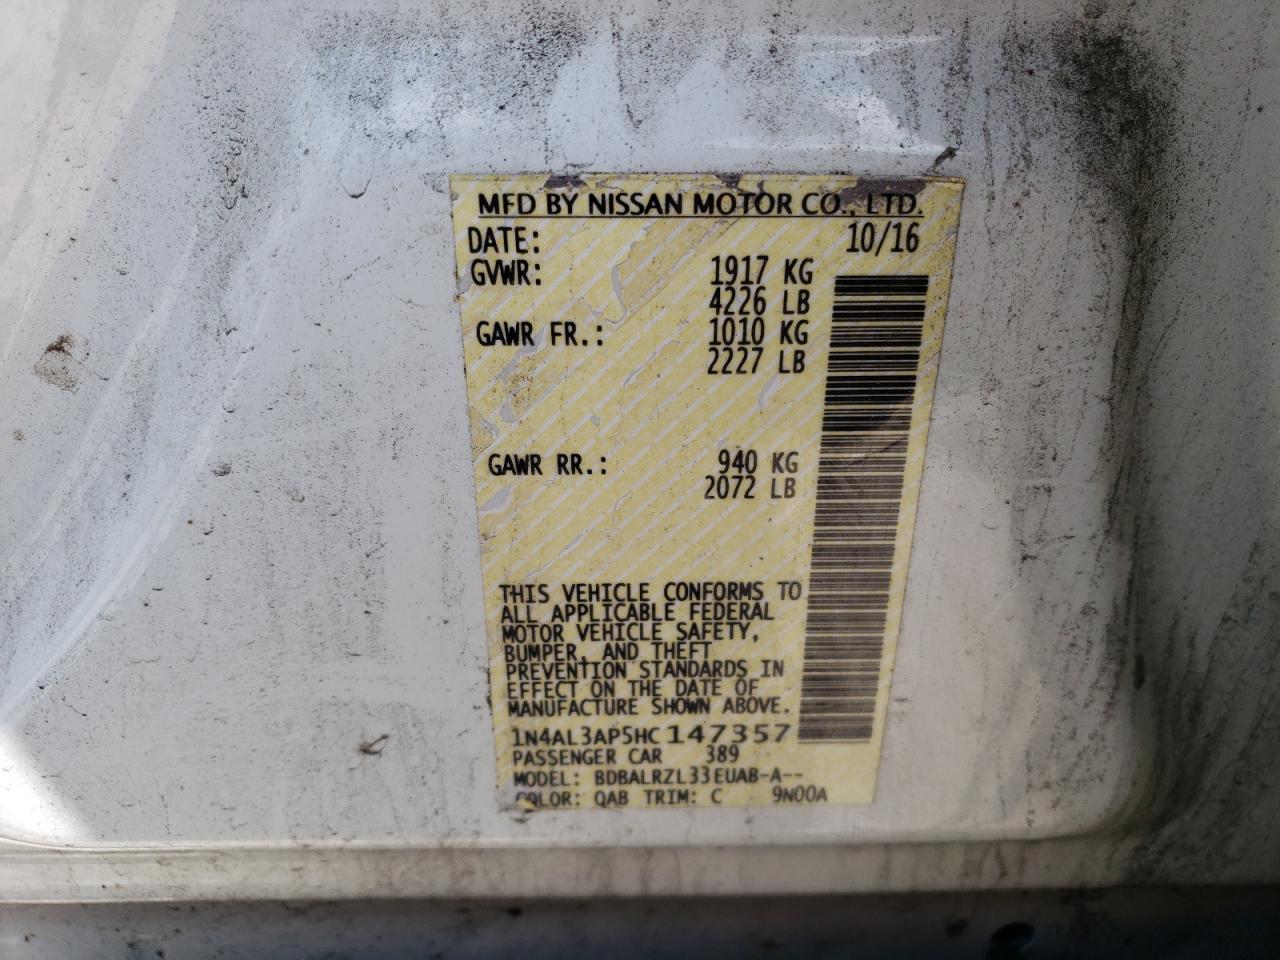 MFD BY NISSAN MOTOR CO., LTD.
DATE: 10/16
GVWR: 1917 KG
4226 LB
GAWR FR.: 1010 KG
2227 LB
GAWR RR.: 940 KG
2072 LB
THIS VEHICLE CONFORMS TO
ALL APPLICABLE FEDERAL
MOTOR VEHICLE SAFETY,
BUMPER, AND THEFT
PREVENTION STANDARDS IN
EFFECT ON THE DATE OF
MANUFACTURE SHOWN ABOVE.
1N4AL3AP5HC147357
PASSENGER CAR 389
MODEL: BDBALRZL33EUAB-A--
COLOR: QAB TRIM: C 9N00A